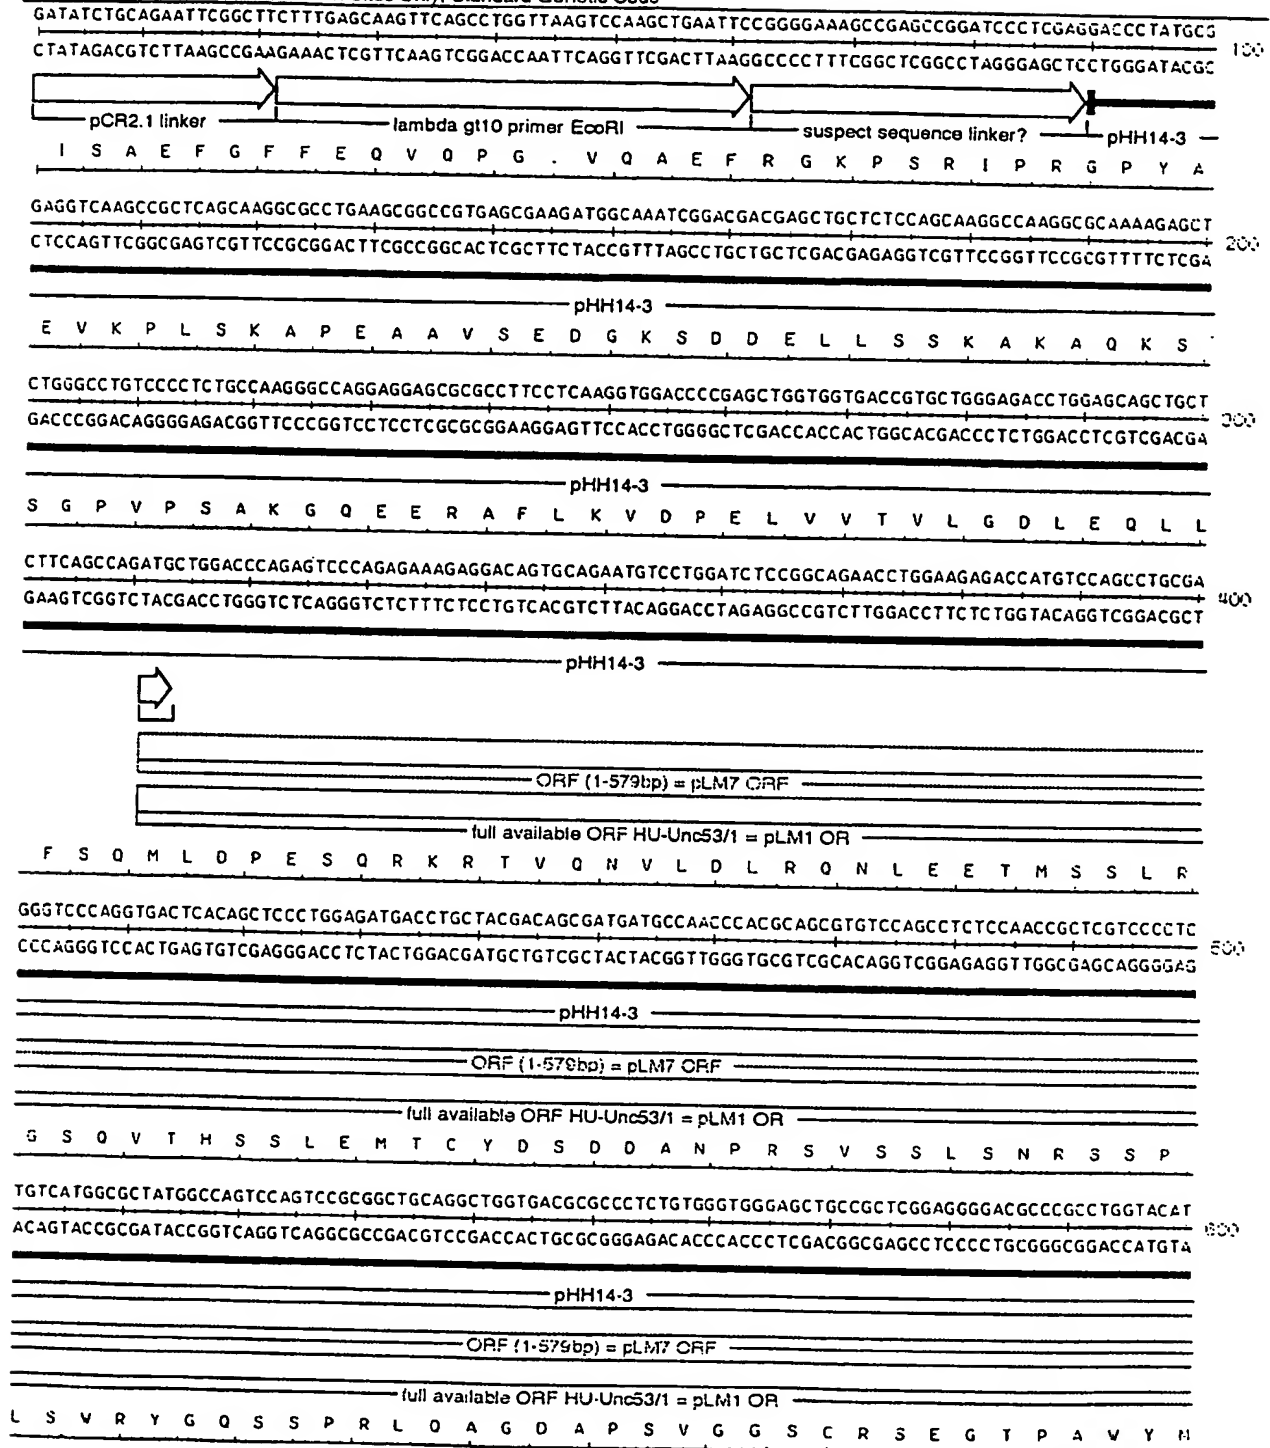 Standard Genetic Code
GATATCTGCAGAATTCGGCTTCTTTGAGCAAGTTCAGCCTGGTTAAGTCCAAGCTGAATTCCGGGGAAAGCCGAGCCGGATCCCTCGAGGACCCTATGCG
100
CTATAGACGTCTTAAGCCGAAGAAACTCGTTCAAGTCGGACCAATTCAGGTTCGACTTAAGGCCCCTTTCGGCTCGGCCTAGGGAGCTCCTGGGATACGC
pCR2.1 linker lambda gt10 primer EcoRI suspect sequence linker? pHH14-3
I S A E F G F F E Q V Q P G . V Q A E F R G K P S R I P R G P Y A
GAGGTCAAGCCGCTCAGCAAGGCGCCTGAAGCGGCCGTGAGCGAAGATGGCAAATCGGACGACGAGCTGCTCTCCAGCAAGGCCAAGGCGCAAAAGAGCT
200
CTCCAGTTCGGCGAGTCGTTCCGCGGACTTCGCCGGCACTCGCTTCTACCGTTTAGCCTGCTGCTCGACGAGAGGTCGTTCCGGTTCCGCGTTTTCTCGA
pHH14-3
E V K P L S K A P E A A V S E D G K S D D E L L S S K A K A Q K S
CTGGGCCTGTCCCCTCTGCCAAGGGCCAGGAGGAGCGCGCCTTCCTCAAGGTGGACCCCGAGCTGGTGGTGACCGTGCTGGGAGACCTGGAGCAGCTGCT
300
GACCCGGACAGGGGAGACGGTTCCCGGTCCTCCTCGCGCGGAAGGAGTTCCACCTGGGGCTCGACCACCACTGGCACGACCCTCTGGACCTCGTCGACGA
pHH14-3
S G P V P S A K G Q E E R A F L K V D P E L V V T V L G D L E Q L L
CTTCAGCCAGATGCTGGACCCAGAGTCCCAGAGAAAGAGGACAGTGCAGAATGTCCTGGATCTCCGGCAGAACCTGGAAGAGACCATGTCCAGCCTGCGA
400
GAAGTCGGTCTACGACCTGGGTCTCAGGGTCTCTTTCTCCTGTCACGTCTTACAGGACCTAGAGGCCGTCTTGGACCTTCTCTGGTACAGGTCGGACGCT
pHH14-3
ORF (1-579bp) = pLM7 ORF
full available ORF HU-Unc53/1 = pLM1 OR
F S Q M L D P E S Q R K R T V Q N V L D L R Q N L E E T M S S L R
GGGTCCCAGGTGACTCACAGCTCCCTGGAGATGACCTGCTACGACAGCGATGATGCCAACCCACGCAGCGTGTCCAGCCTCTCCAACCGCTCGTCCCCTC
500
CCCAGGGTCCACTGAGTGTCGAGGGACCTCTACTGGACGATGCTGTCGCTACTACGGTTGGGTGCGTCGCACAGGTCGGAGAGGTTGGCGAGCAGGGGAG
pHH14-3
ORF (1-579bp) = pLM7 ORF
full available ORF HU-Unc53/1 = pLM1 OR
G S Q V T H S S L E M T C Y D S D D A N P R S V S S L S N R S S P
TGTCATGGCGCTATGGCCAGTCCAGTCCGCGGCTGCAGGCTGGTGACGCGCCCTCTGTGGGTGGGAGCTGCCGCTCGGAGGGGACGCCCGCCTGGTACAT
600
ACAGTACCGCGATACCGGTCAGGTCAGGCGCCGACGTCCGACCACTGCGCGGGAGACACCCACCCTCGACGGCGAGCCTCCCCTGCGGGCGGACCATGTA
pHH14-3
ORF (1-579bp) = pLM7 ORF
full available ORF HU-Unc53/1 = pLM1 OR
L S W R Y G Q S S P R L Q A G D A P S V G G S C R S E G T P A W Y M